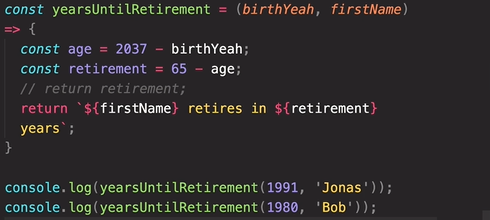 const yearsUntilRetirement = (birthYeah, firstName)
=> {
const age = 2037 - birthYeah;
const retirement = 65 - age;
// return retirement;
return `${firstName} retires in ${retirement}
years`;
}
console.log(yearsUntilRetirement(1991, 'Jonas'));
console.log(yearsUntilRetirement(1980, 'Bob'));